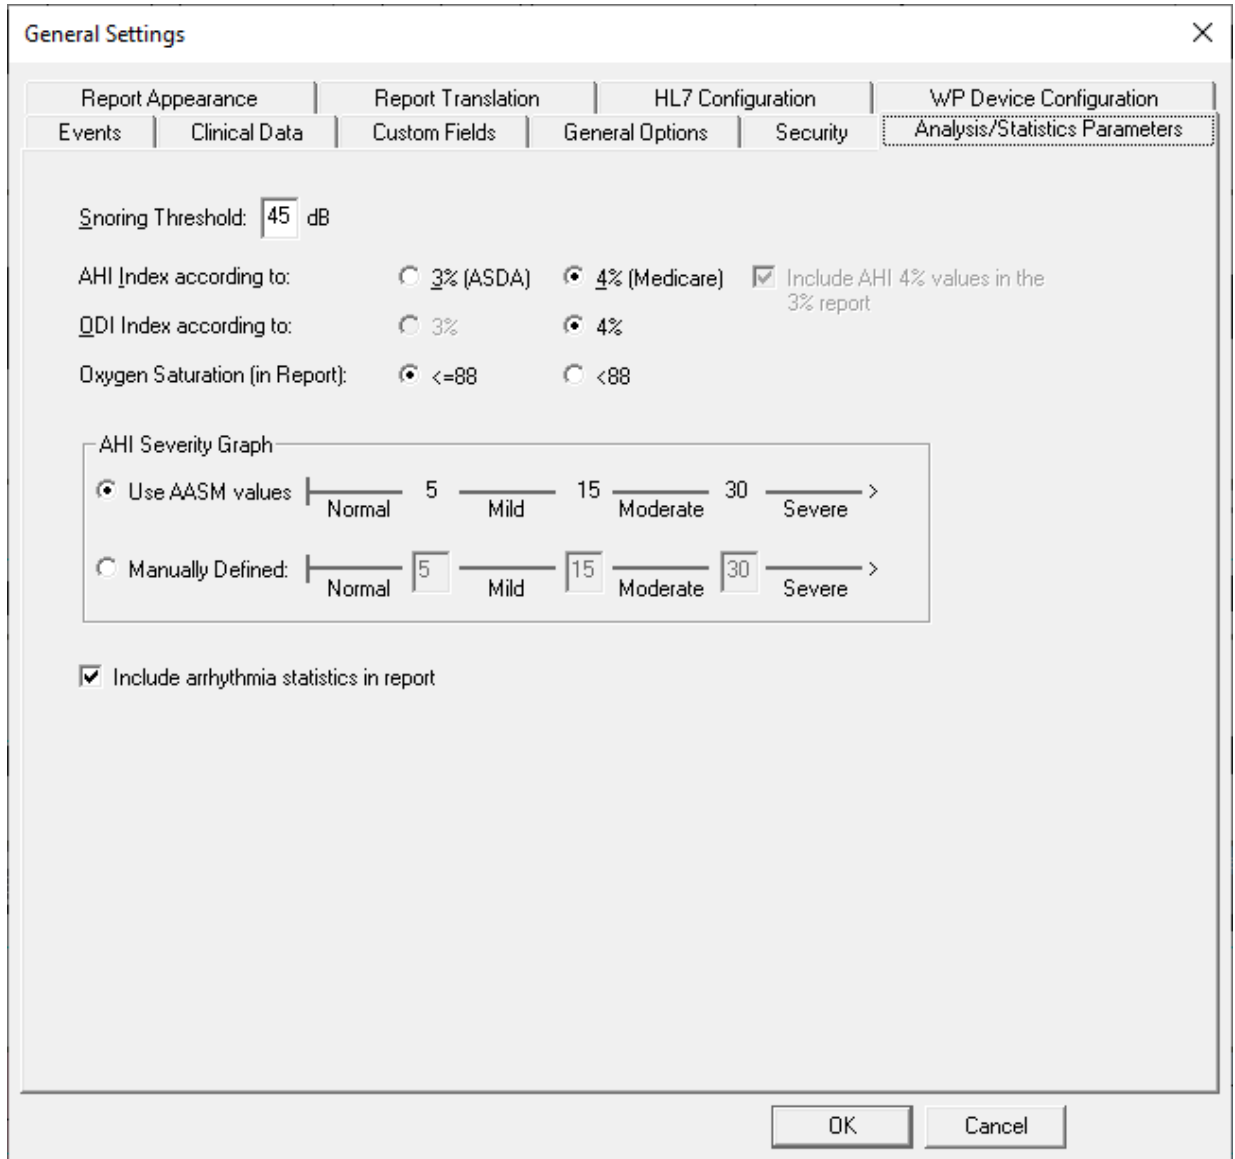 General Settings
Report Appearance Report Translation HL7 Configuration WP Device Configuration
Events Clinical Data Custom Fields General Options Security Analysis/Statistics Parameters
Snoring Threshold: 45 dB
AHI Index according to: 3% (ASDA) 4% (Medicare) Include AHI 4% values in the
3% report
ODI Index according to: 3% 4%
Oxygen Saturation (in Report): <=88 <88
AHI Severity Graph
Use AASM values 5 15 30 >
Normal Mild Moderate Severe
Manually Defined: 5 15 30 >
Normal Mild Moderate Severe
Include arrhythmia statistics in report
OK Cancel